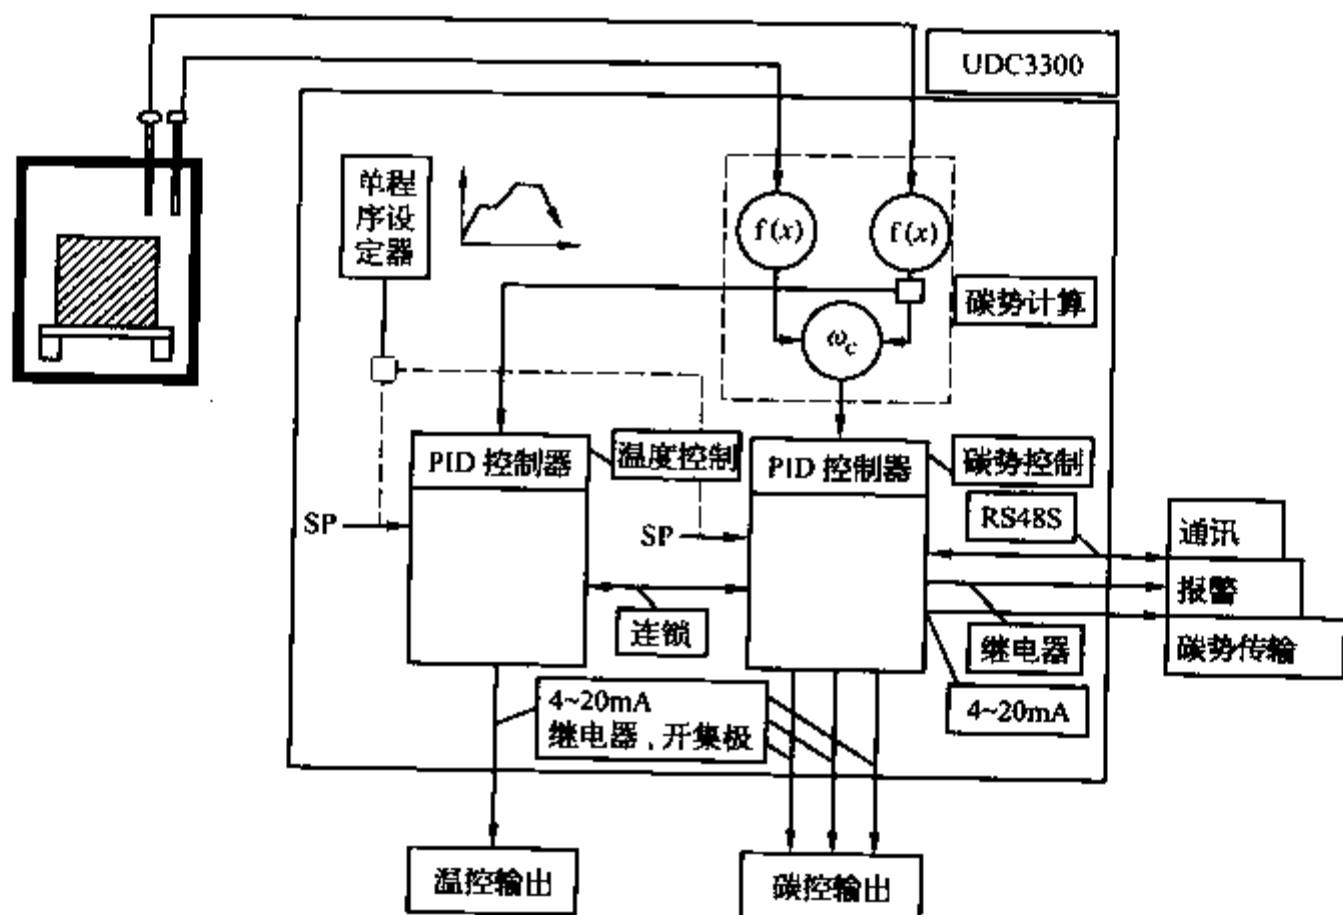 UDC3300
单程
序设
定器
f(x)
f(x)
碳势计算
ω_c
PID 控制器
温度控制
PID 控制器
碳势控制
SP
SP
RS48S
通讯
报警
连锁
继电器
碳势传输
4~20mA
继电器,开集极
4~20mA
温控输出
碳控输出